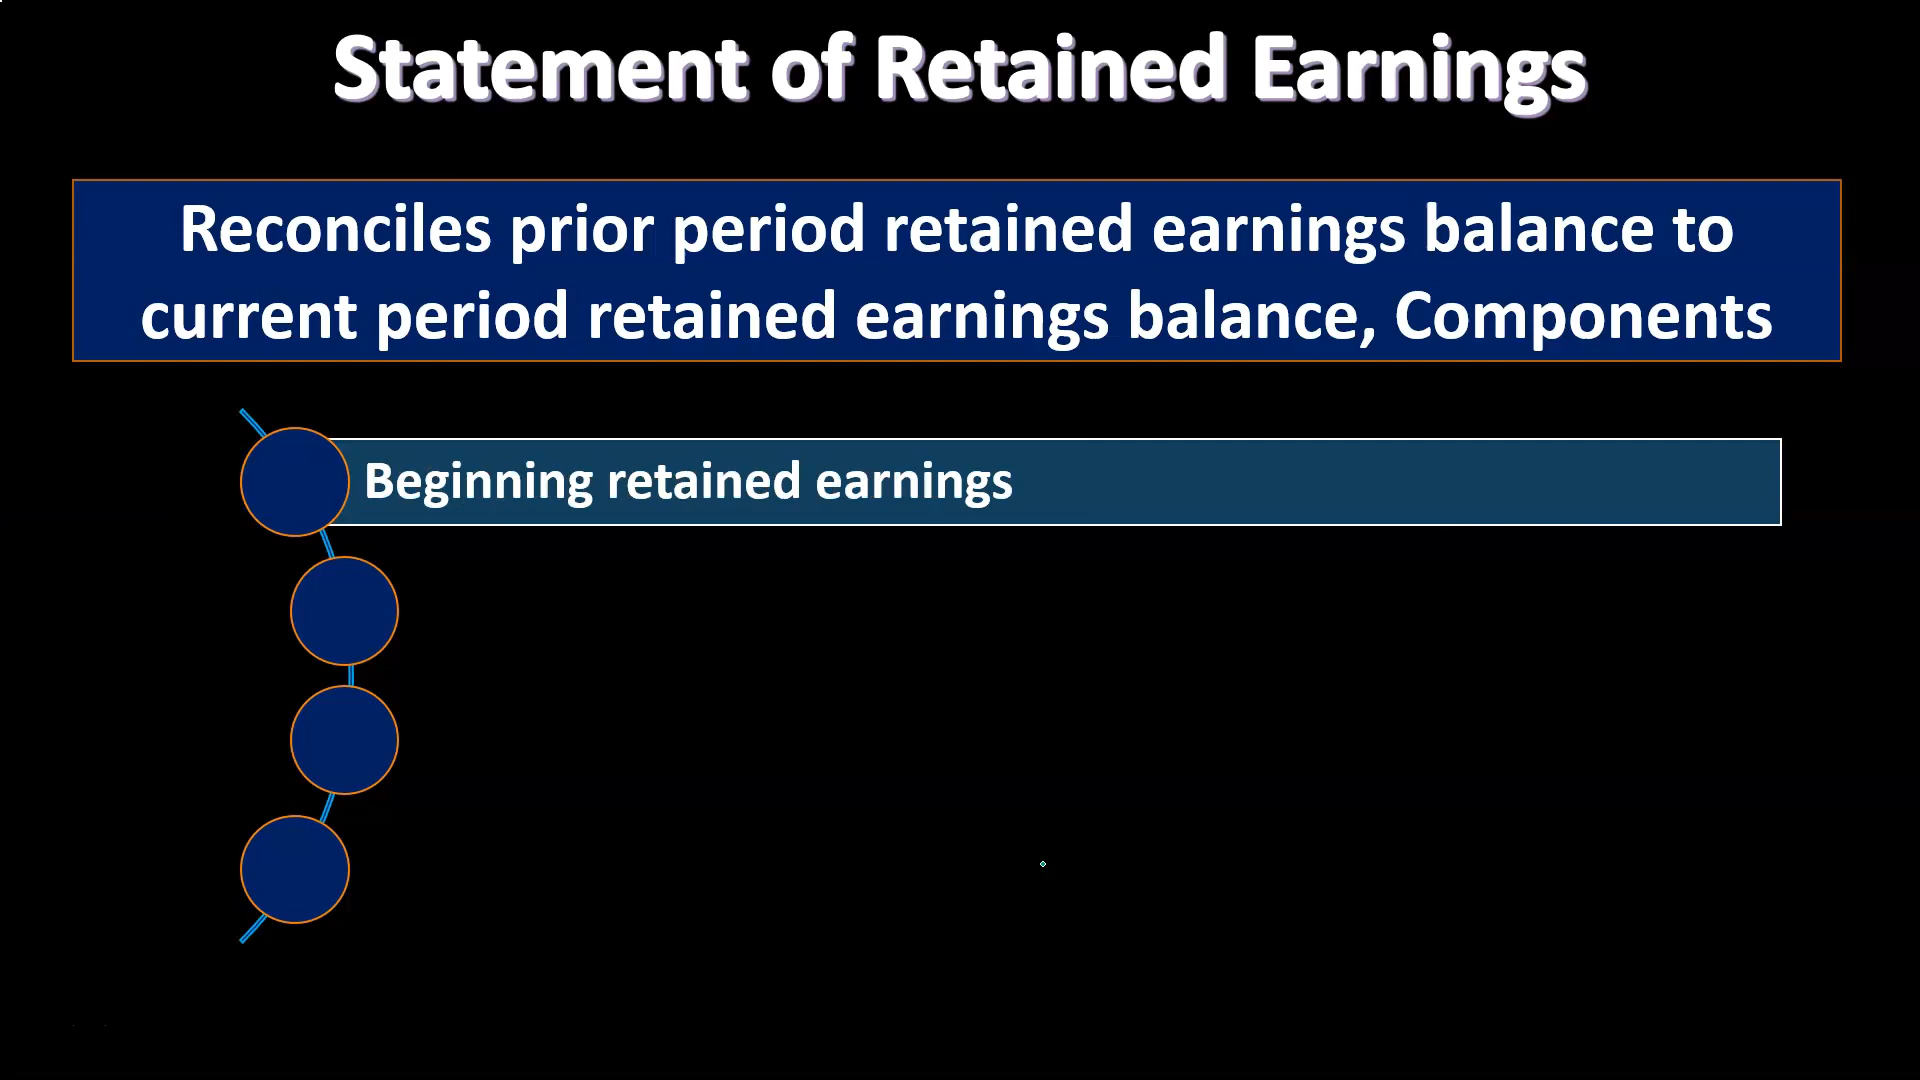 Statement of Retained Earnings
Reconciles prior period retained earnings balance to
current period retained earnings balance, Components
Beginning retained earnings